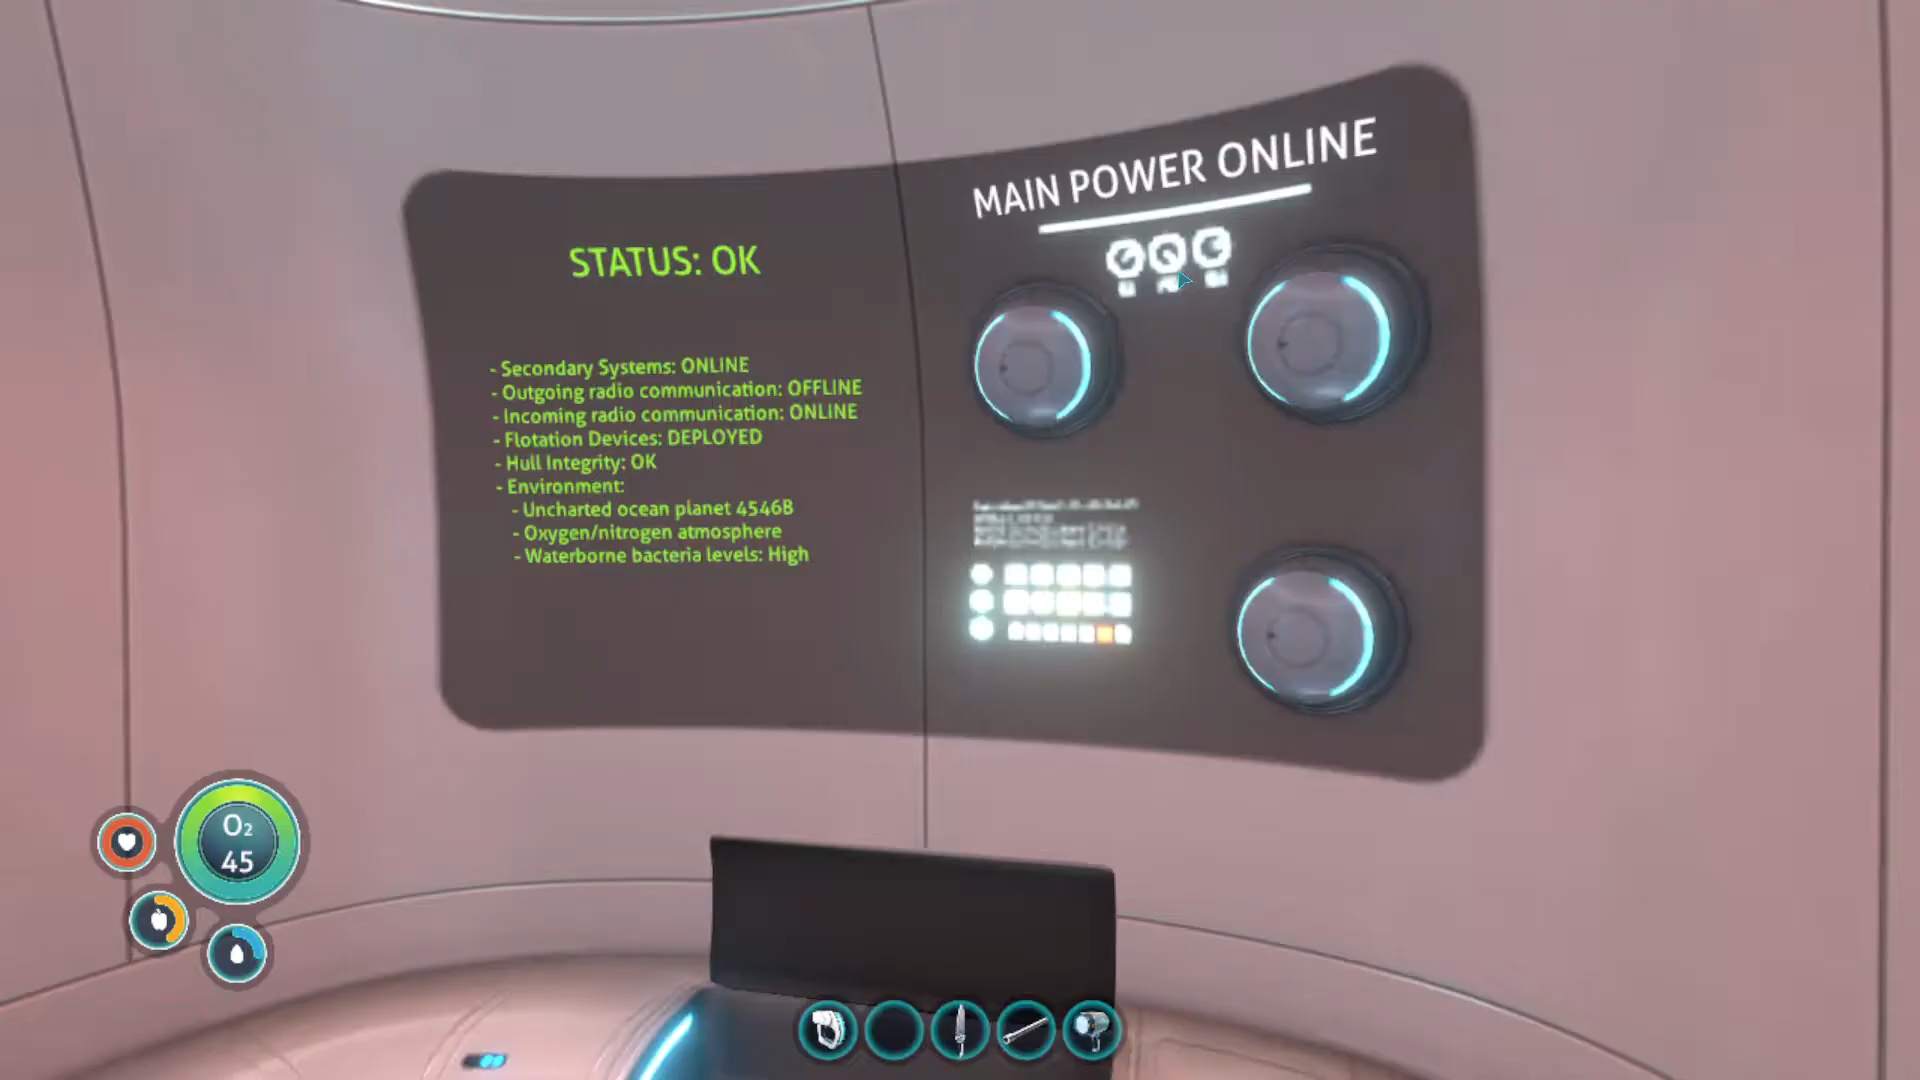 MAIN POWER ONLINE
STATUS: OK
- Secondary Systems: ONLINE
- Outgoing radio communication: OFFLINE
- Incoming radio communication: ONLINE
- Flotation Devices: DEPLOYED
- Hull Integrity: OK
- Environment:
- Uncharted ocean planet 4546B
- Oxygen/nitrogen atmosphere
- Waterborne bacteria levels: High
O₂
45